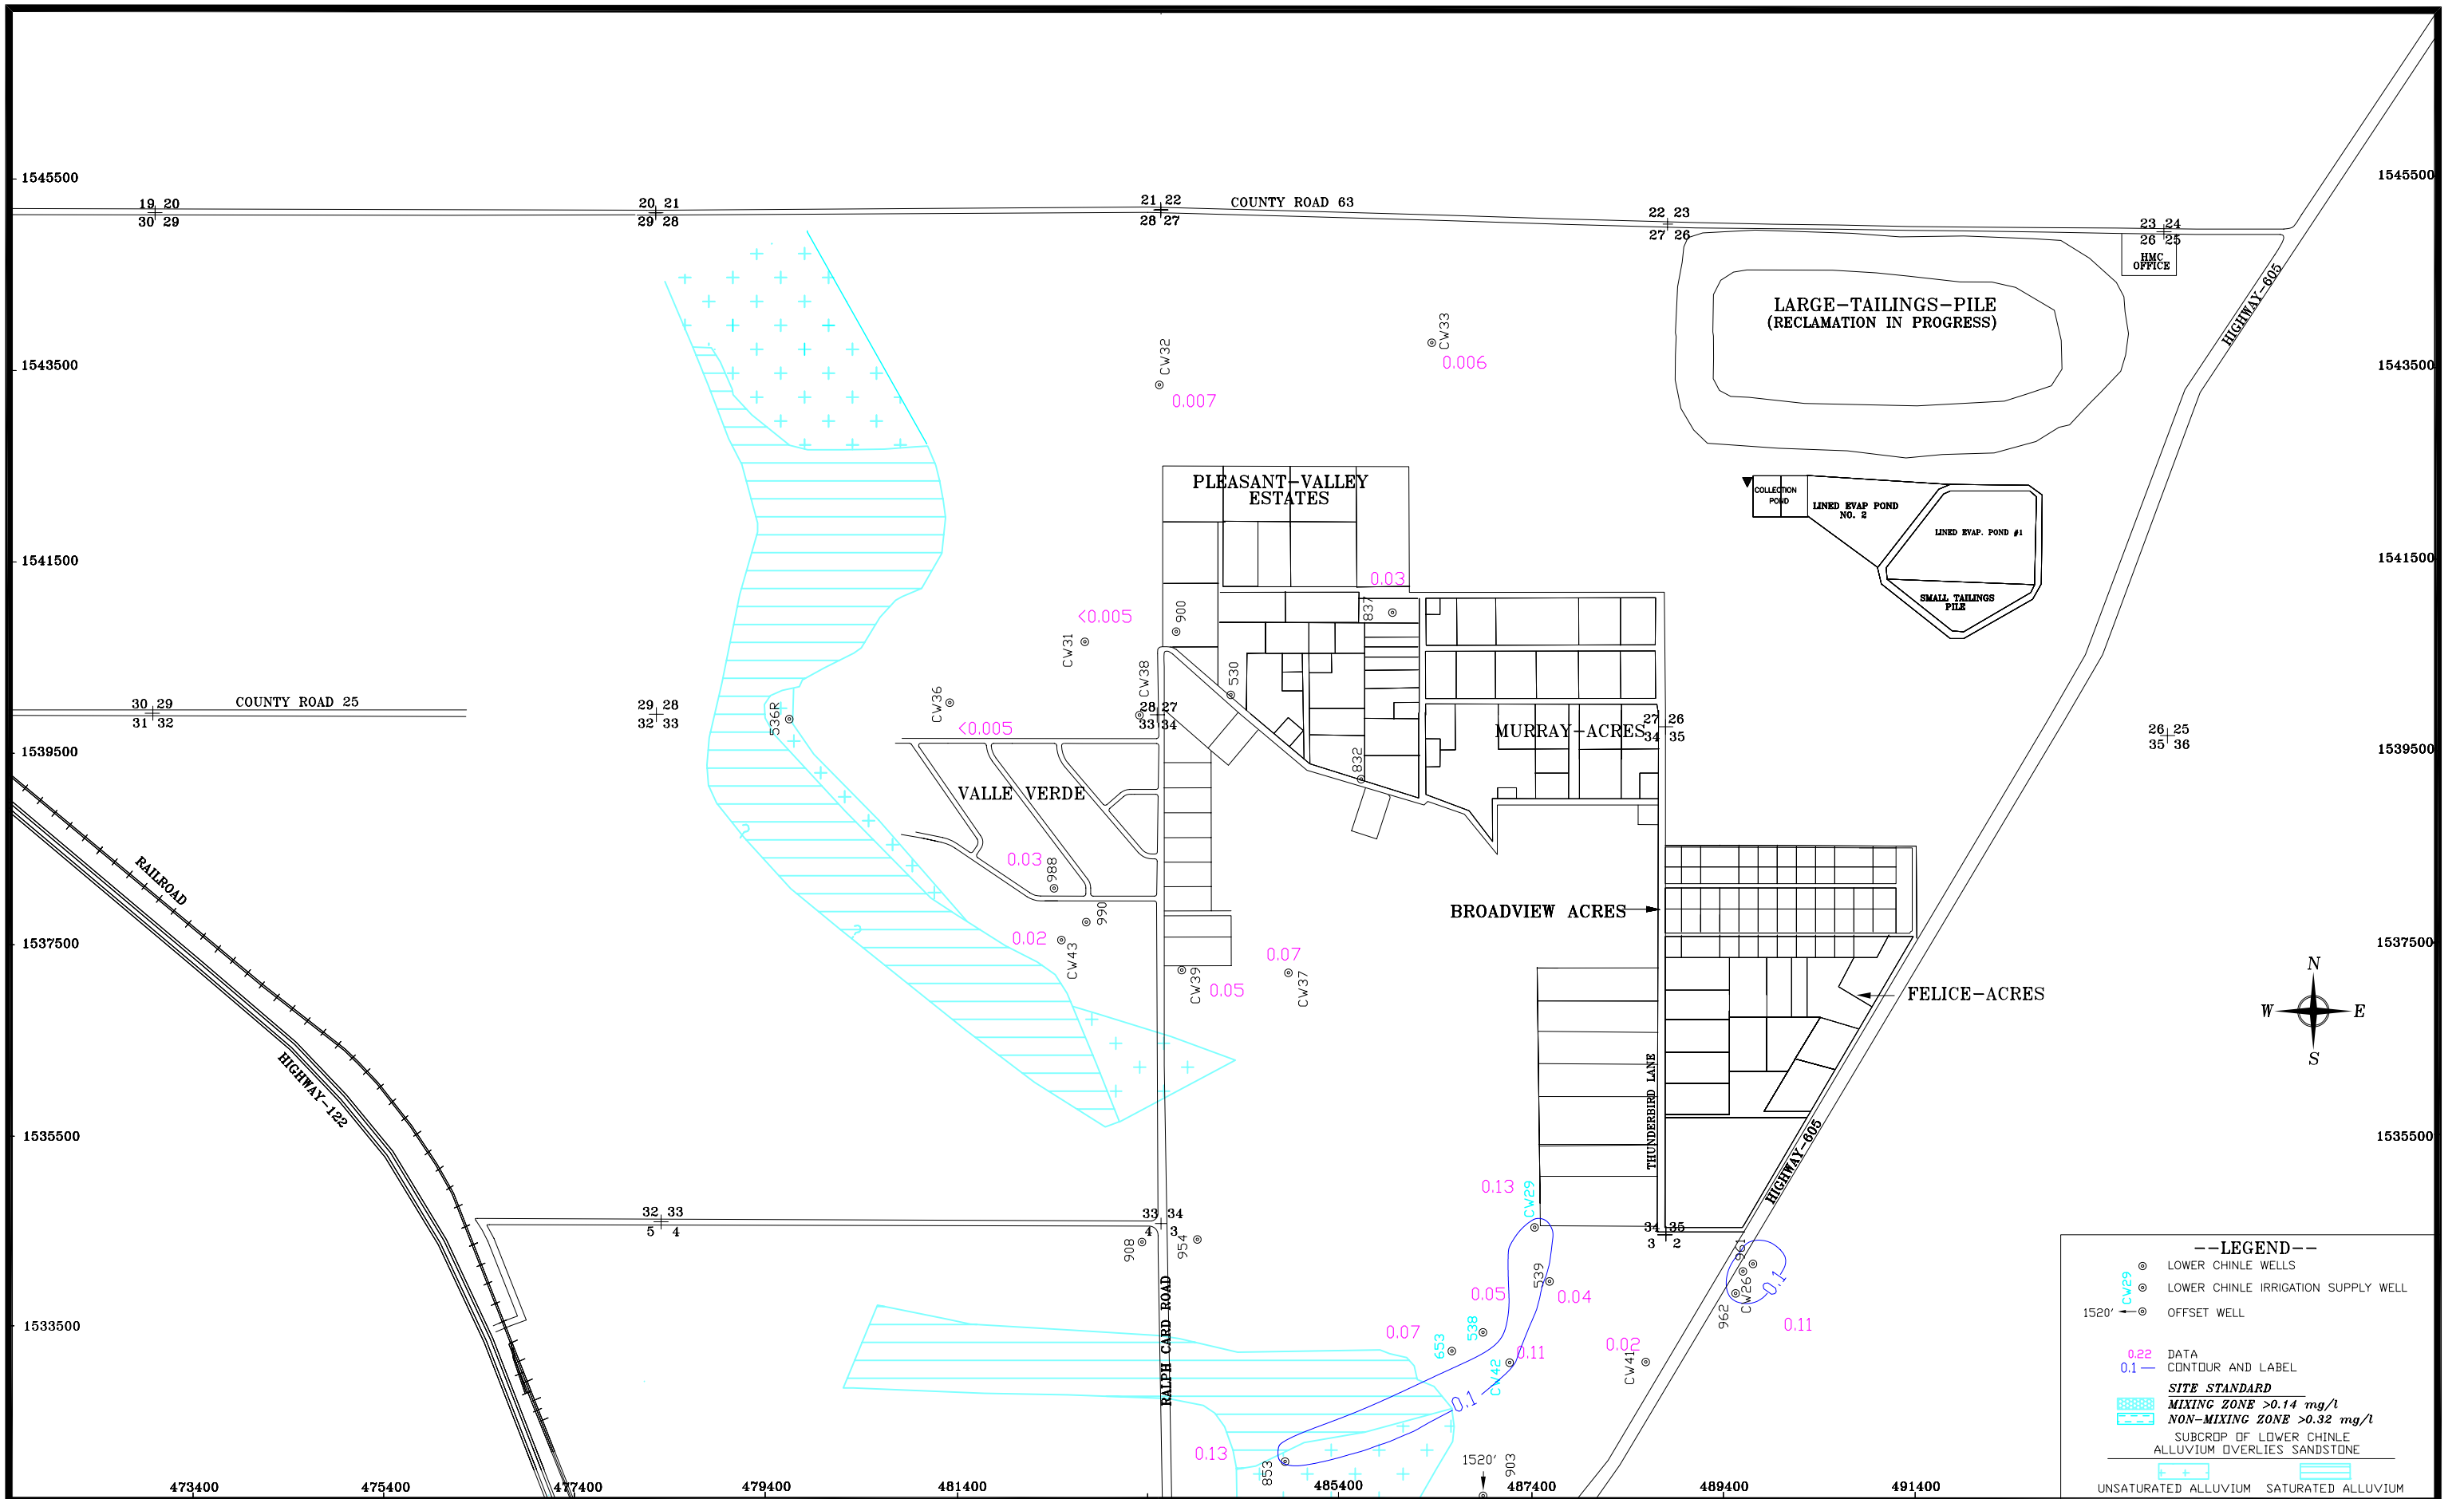 1545500
1545500
19 20
30 29
20 21
29 28
21 22
28 27
COUNTY ROAD 63
22 23
27 26
23 24
26 25
HMC
OFFICE
HIGHWAY-605
LARGE-TAILINGS-PILE
(RECLAMATION IN PROGRESS)
1543500
1543500
CW32
0.007
CW33
0.006
PLEASANT-VALLEY
ESTATES
COLLECTION
POND
LINED EVAP POND
NO. 2
LINED EVAP. POND #1
SMALL TAILINGS
PILE
1541500
1541500
0.03
837
<0.005
CW31
900
CW38
530
CW36
<0.005
536R
30 29
31 32
COUNTY ROAD 25
29 28
32 33
28 27
33 34
27 26
34 35
MURRAY-ACRES
26 25
35 36
1539500
1539500
832
VALLE VERDE
?
?
0.03
988
990
0.02
CW43
CW39
0.05
0.07
CW37
RAILROAD
HIGHWAY-122
BROADVIEW ACRES
FELICE-ACRES
1537500
1537500
N
W
E
S
THUNDERBIRD LANE
HIGHWAY-605
1535500
1535500
32 33
5 4
33 34
4 3
34 35
3 2
908
954
RALPH CARD ROAD
0.13
CW29
539
0.05
0.04
0.07
653
538
CW42
0.11
0.02
CW41
961
CW26
962
0.1
0.11
0.1
1533500
0.13
853
1520'
903
473400
475400
477400
479400
481400
485400
487400
489400
491400
--LEGEND--
LOWER CHINLE WELLS
CW29
LOWER CHINLE IRRIGATION SUPPLY WELL
1520'
OFFSET WELL
0.22 DATA
0.1 CONTOUR AND LABEL
SITE STANDARD
MIXING ZONE >0.14 mg/l
NON-MIXING ZONE >0.32 mg/l
SUBCROP OF LOWER CHINLE
ALLUVIUM OVERLIES SANDSTONE
UNSATURATED ALLUVIUM SATURATED ALLUVIUM